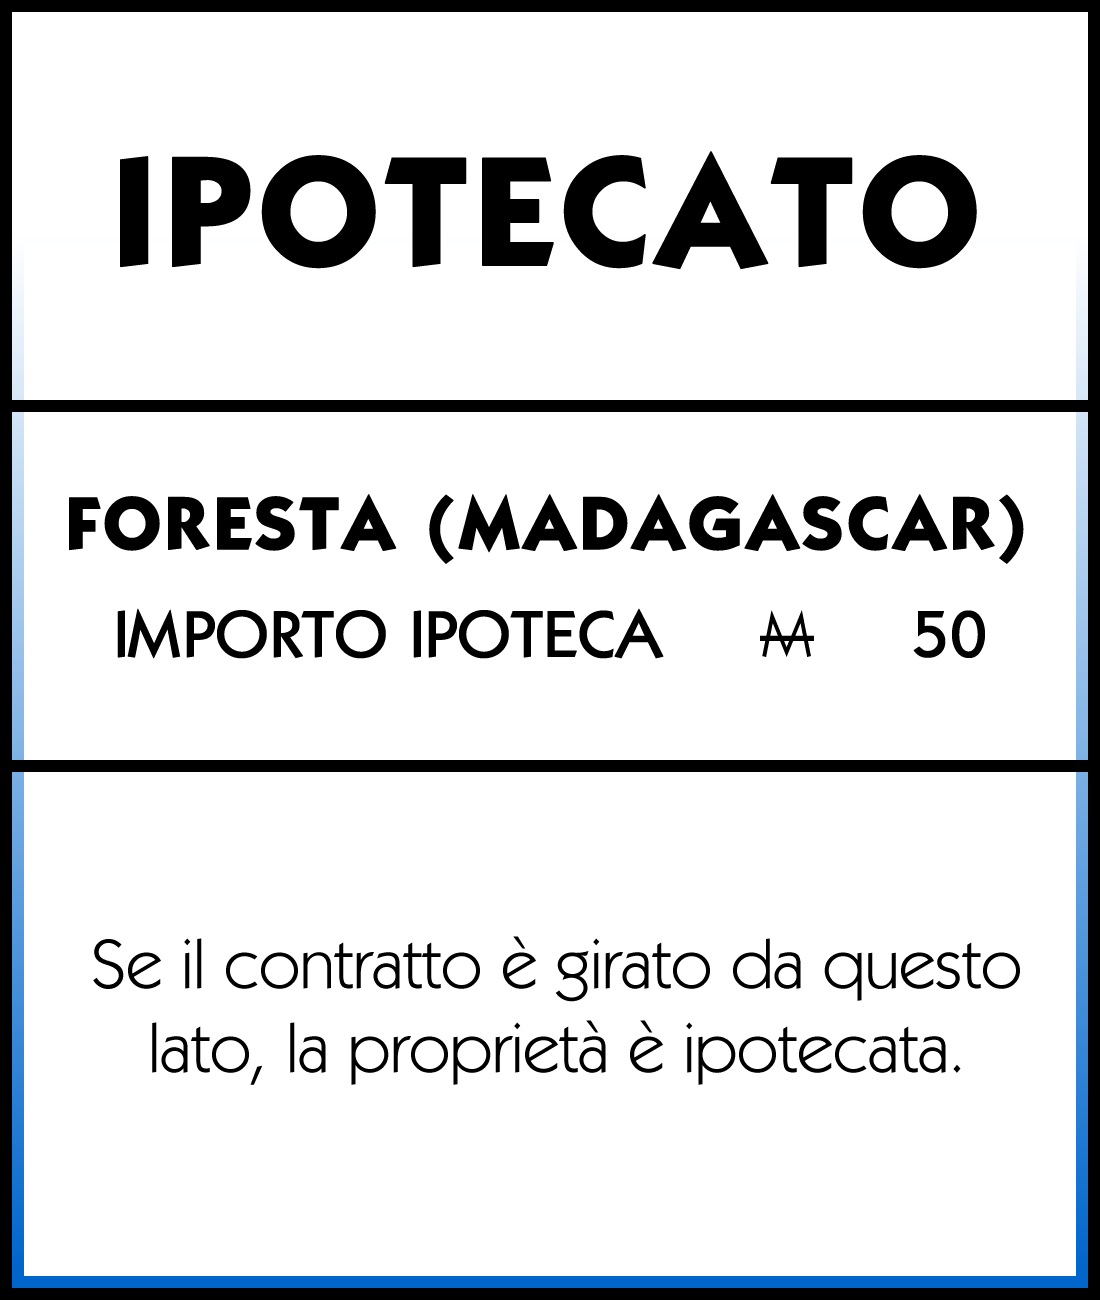 IPOTECATO
FORESTA (MADAGASCAR)
IMPORTO IPOTECA M 50
Se il contratto è girato da questo
lato, la proprietà è ipotecata.